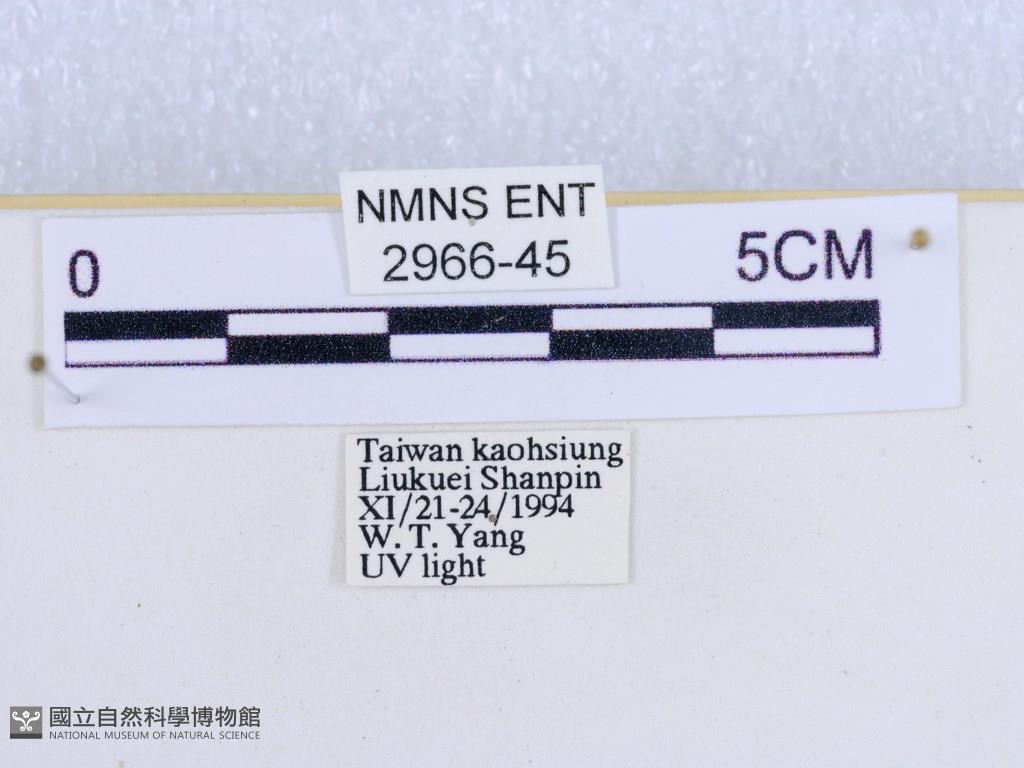 NMNS ENT
2966-45
0
5CM
Taiwan kaohsiung
Liukuei Shanpin
XI/21-24/1994
W. T. Yang
UV light
國立自然科學博物館
NATIONAL MUSEUM OF NATURAL SCIENCE